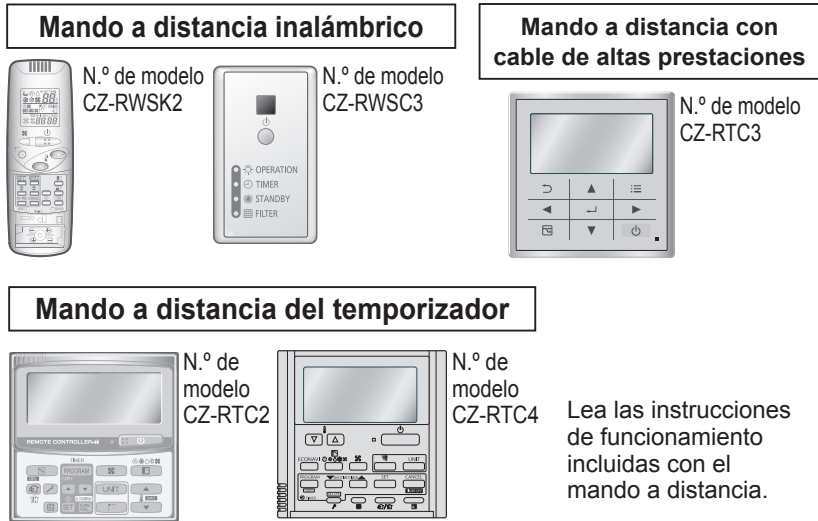 Mando a distancia inalámbrico
N.º de modelo
CZ-RWSK2
N.º de modelo
CZ-RWSC3
OPERATION
TIMER
STANDBY
FILTER
Mando a distancia con
cable de altas prestaciones
N.º de modelo
CZ-RTC3
Mando a distancia del temporizador
N.º de
modelo
CZ-RTC2
REMOTE CONTROLLER
TIMER
PROGRAM
COPY
UNIT
SET
N.º de
modelo
CZ-RTC4
ECONAVI
UNIT
PROGRAM
SET
CANCEL
Lea las instrucciones
de funcionamiento
incluidas con el
mando a distancia.